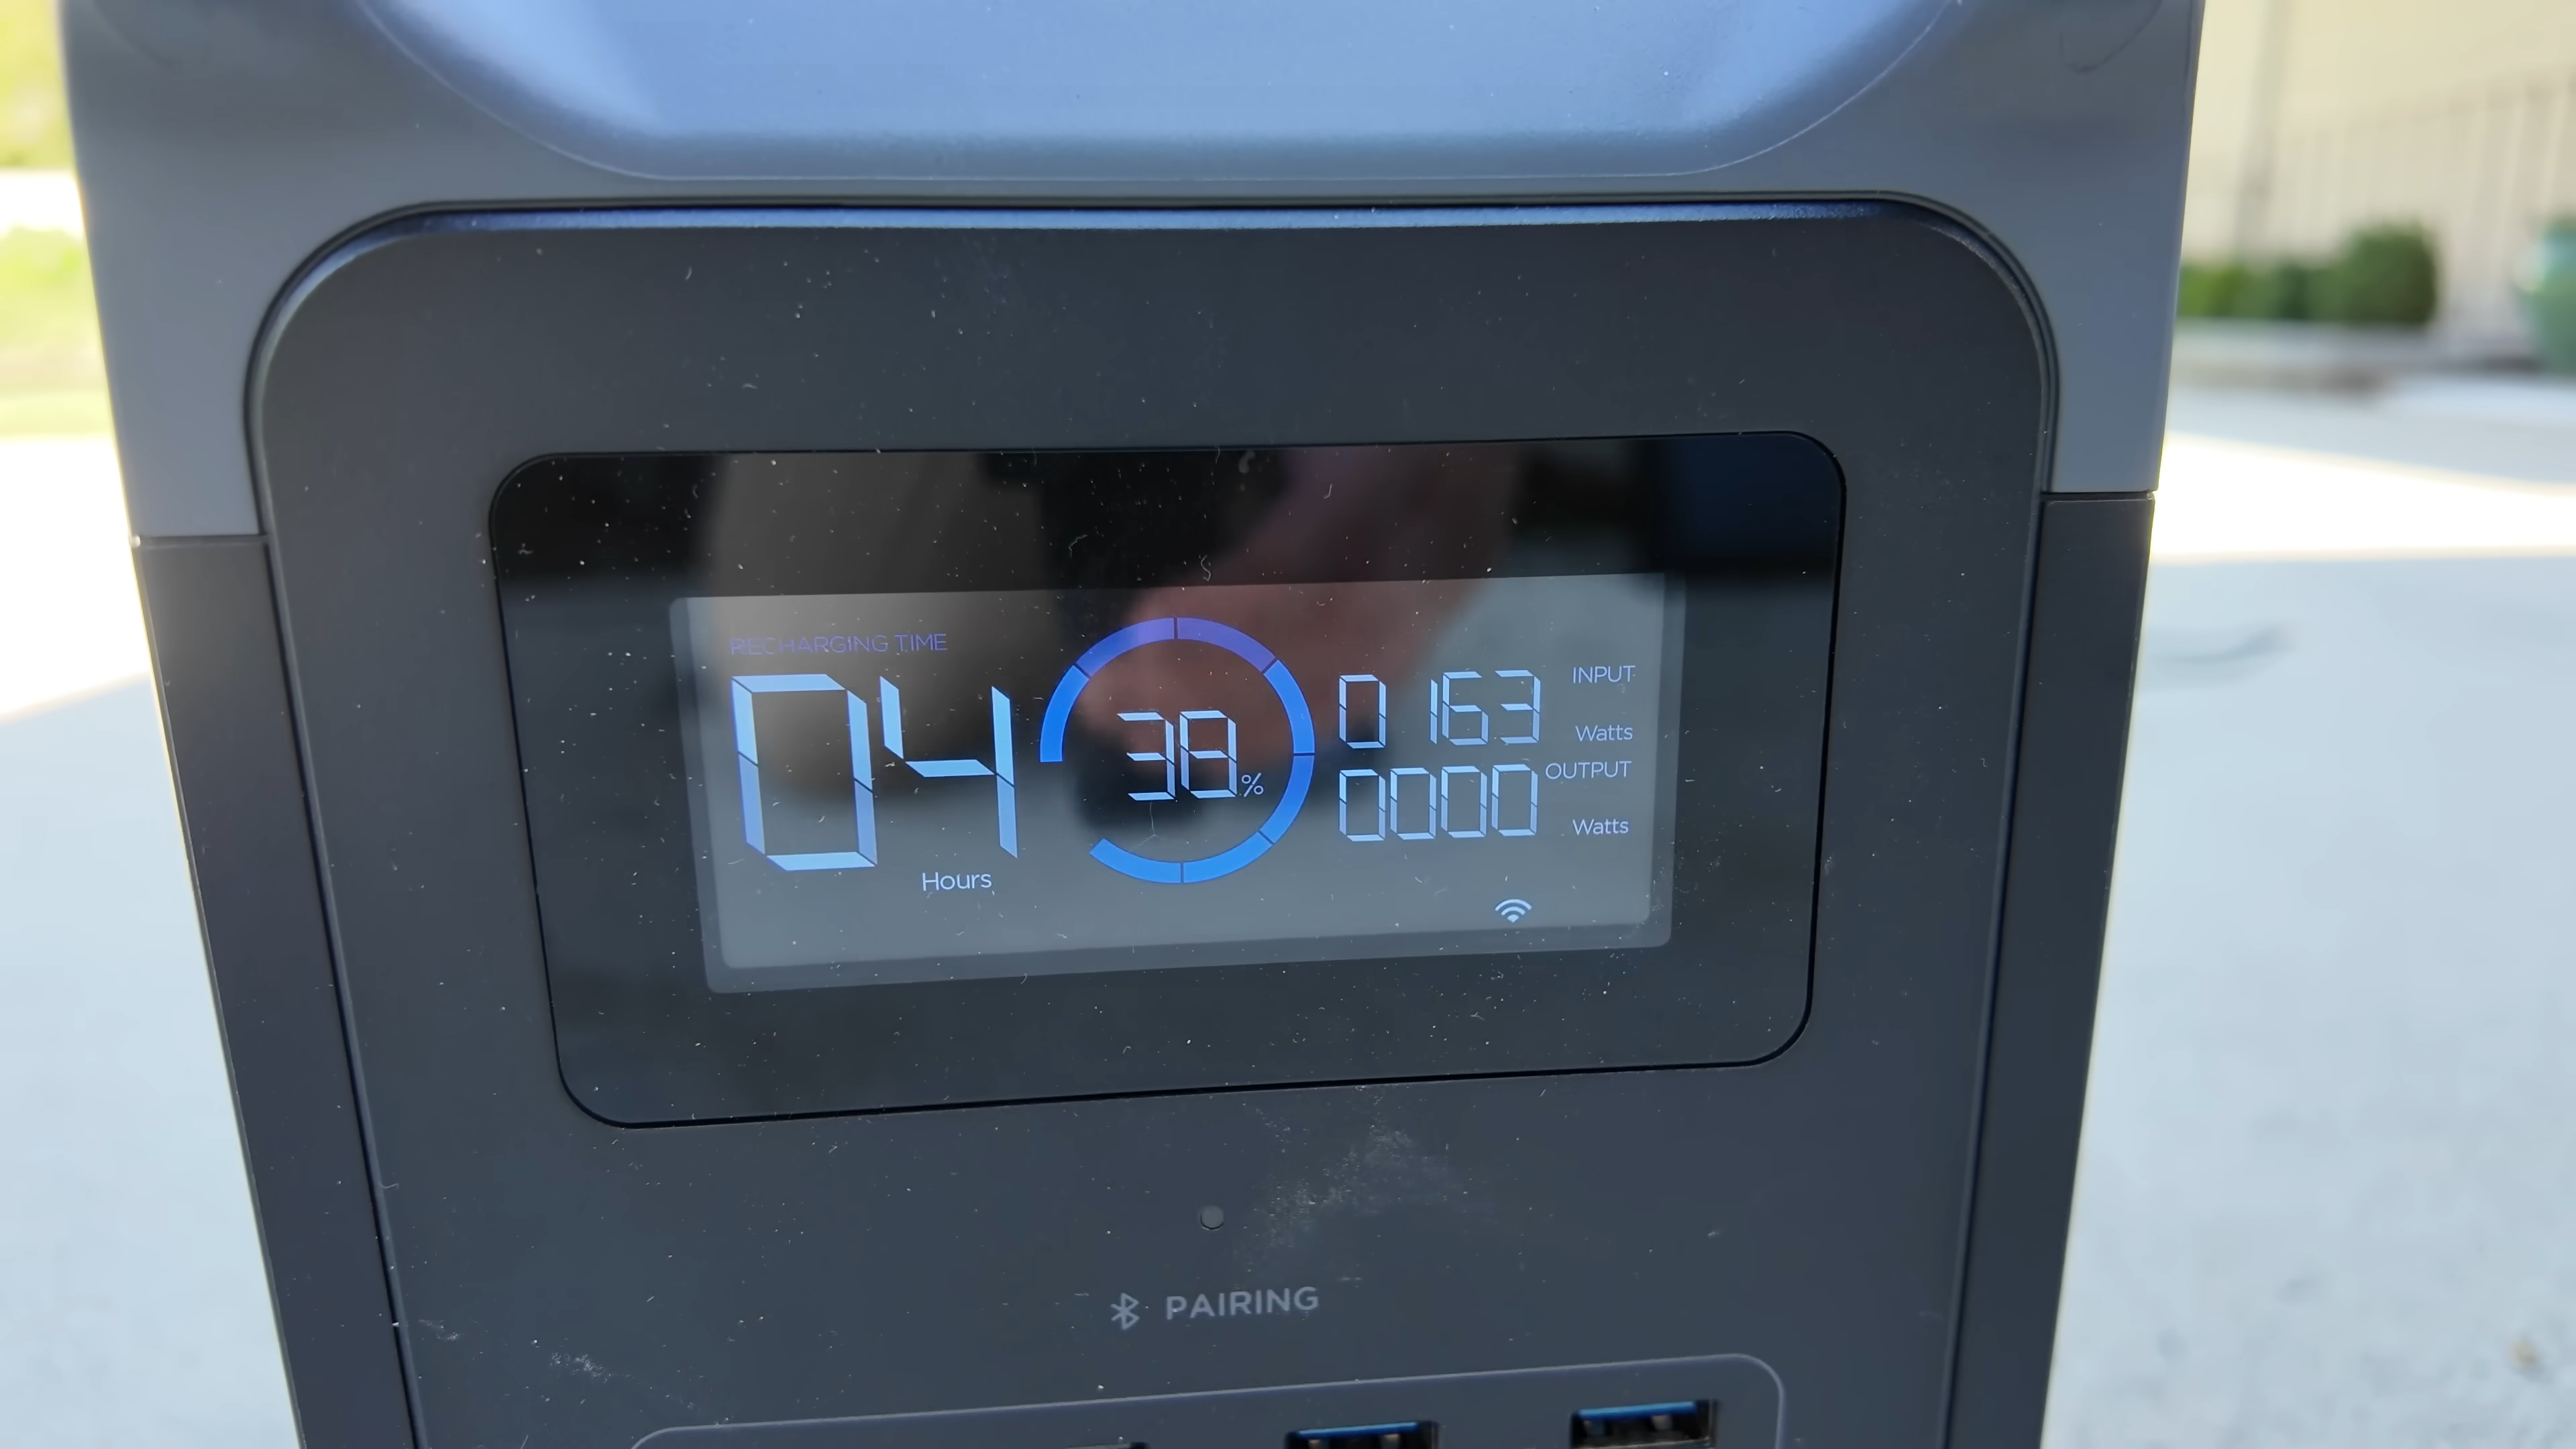 RECHARGING TIME
04
Hours
38%
0163 INPUT
Watts
0000 OUTPUT
Watts
PAIRING